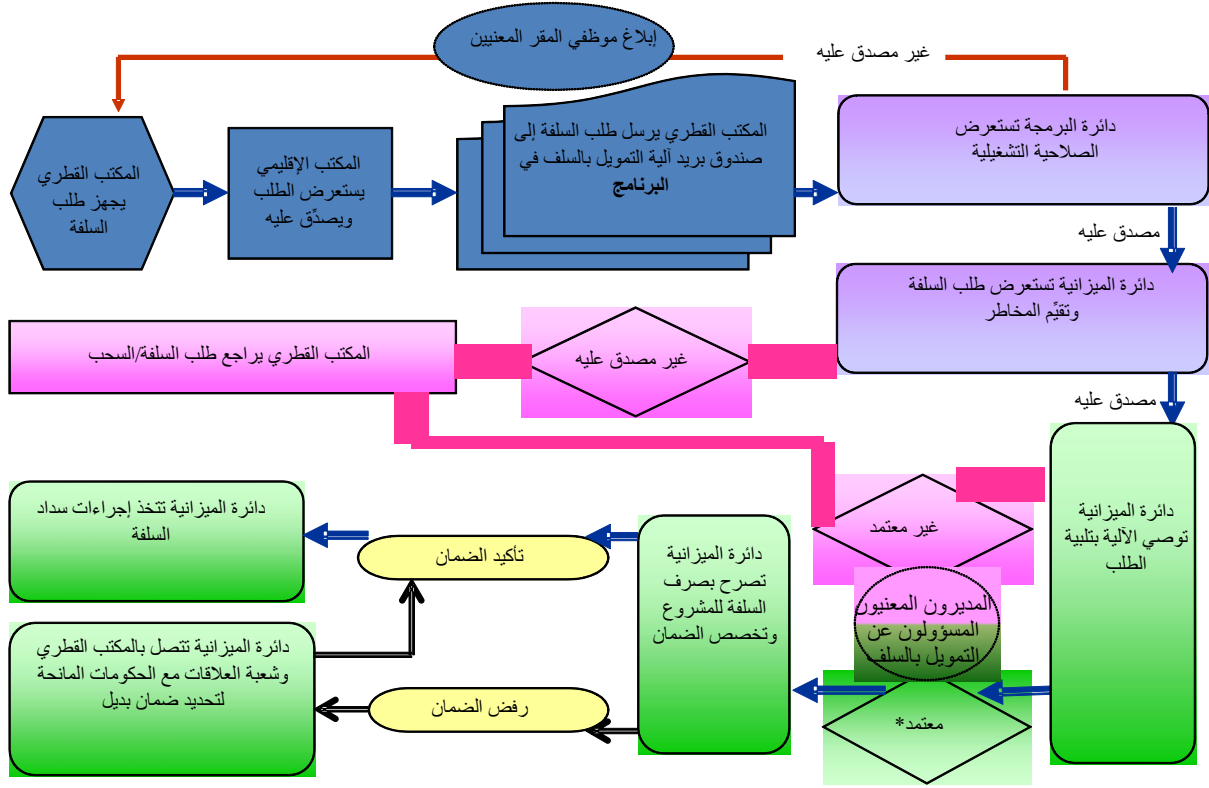 إبلاغ موظفي المقر المعنيين
غير مصدق عليه
المكتب القطري
يجهز طلب
السلفة
المكتب الإقليمي
يستعرض الطلب
ويصدِّق عليه
المكتب القطري يرسل طلب السلفة إلى
صندوق بريد آلية التمويل بالسلف في
البرنامج
دائرة البرمجة تستعرض
الصلاحية التشغيلية
مصدق عليه
دائرة الميزانية تستعرض طلب السلفة
وتقيِّم المخاطر
غير مصدق عليه
المكتب القطري يراجع طلب السلفة/السحب
مصدق عليه
دائرة الميزانية
توصي الآلية بتلبية
الطلب
غير معتمد
المديرون المعنيون
المسؤولون عن
التمويل بالسلف
معتمد*
دائرة الميزانية
تصرح بصرف
السلفة للمشروع
وتخصص الضمان
تأكيد الضمان
دائرة الميزانية تتخذ إجراءات سداد
السلفة
رفض الضمان
دائرة الميزانية تتصل بالمكتب القطري
وشعبة العلاقات مع الحكومات المانحة
لتحديد ضمان بديل